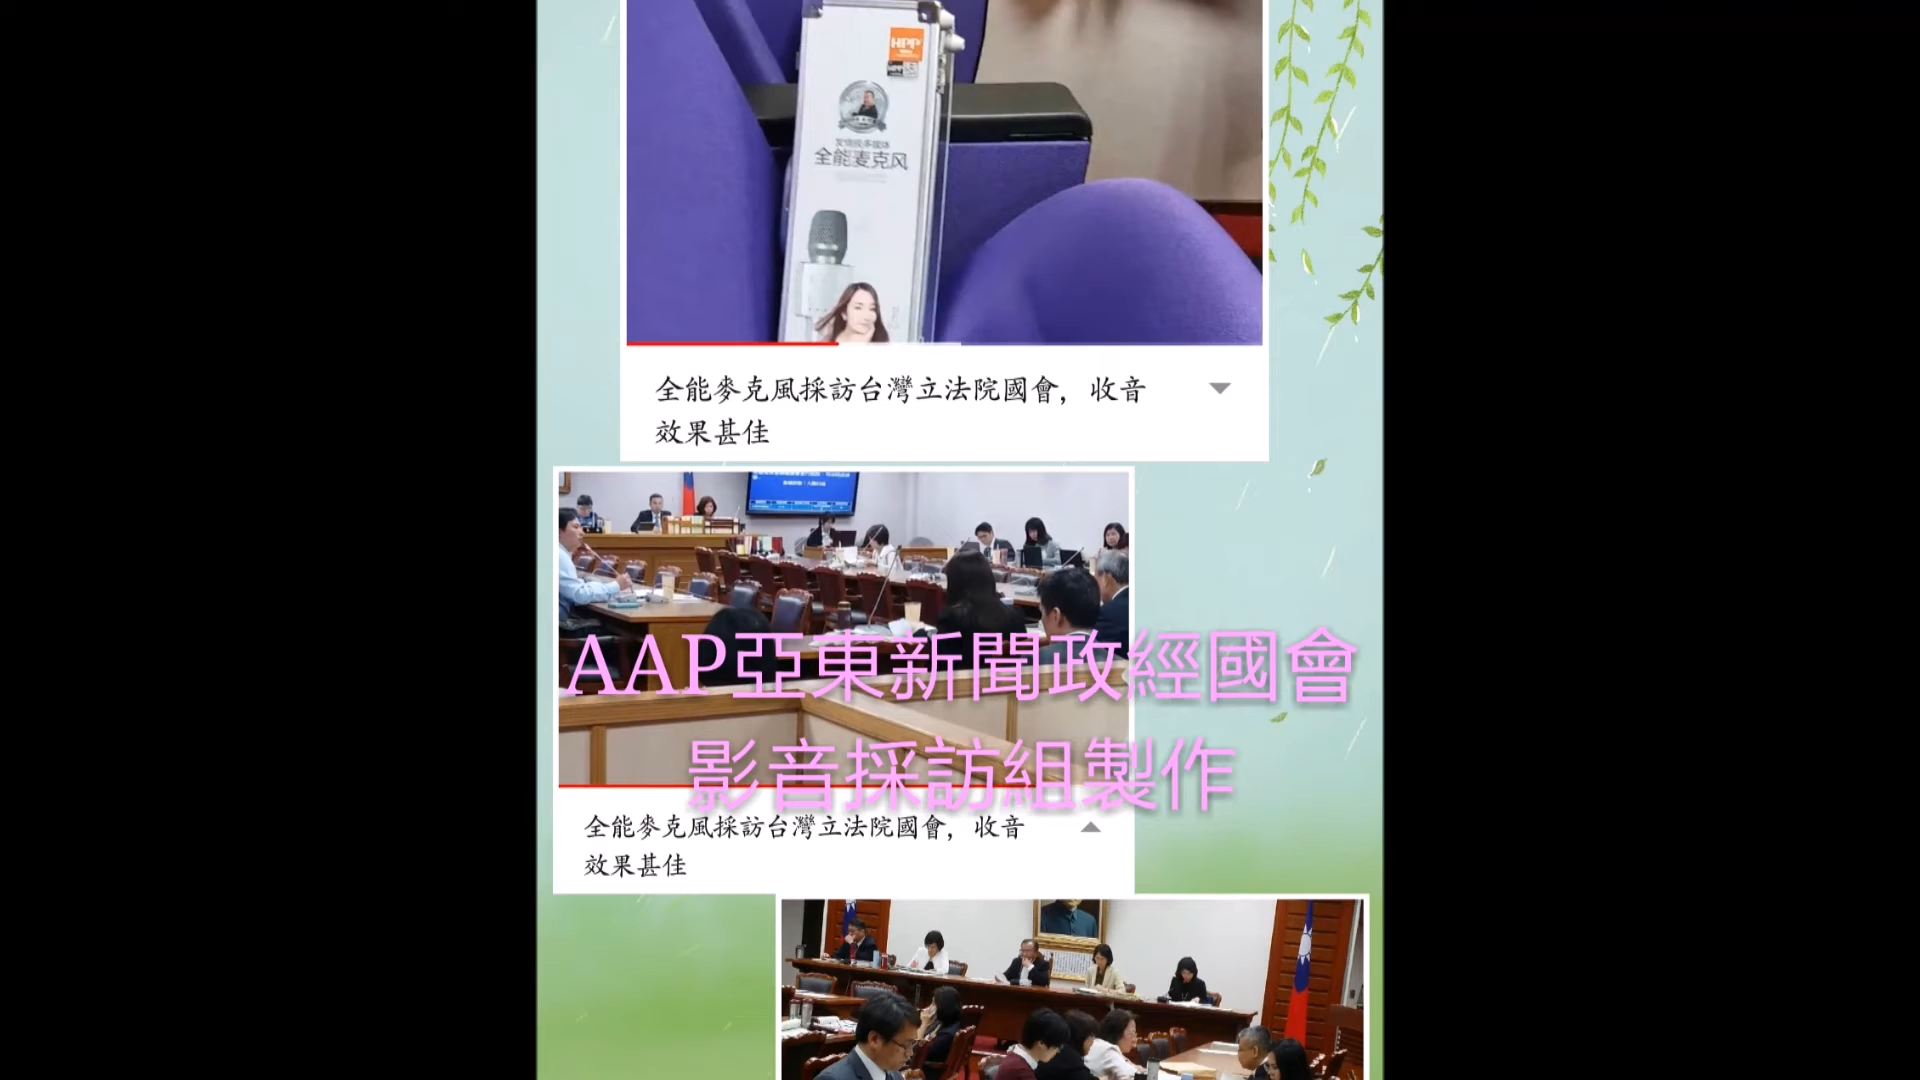 HPP
全能麦克风
全能麥克風採訪台灣立法院國會，收音
效果甚佳
AAP亞東新聞政經國會
影音採訪組製作
全能麥克風採訪台灣立法院國會，收音
效果甚佳